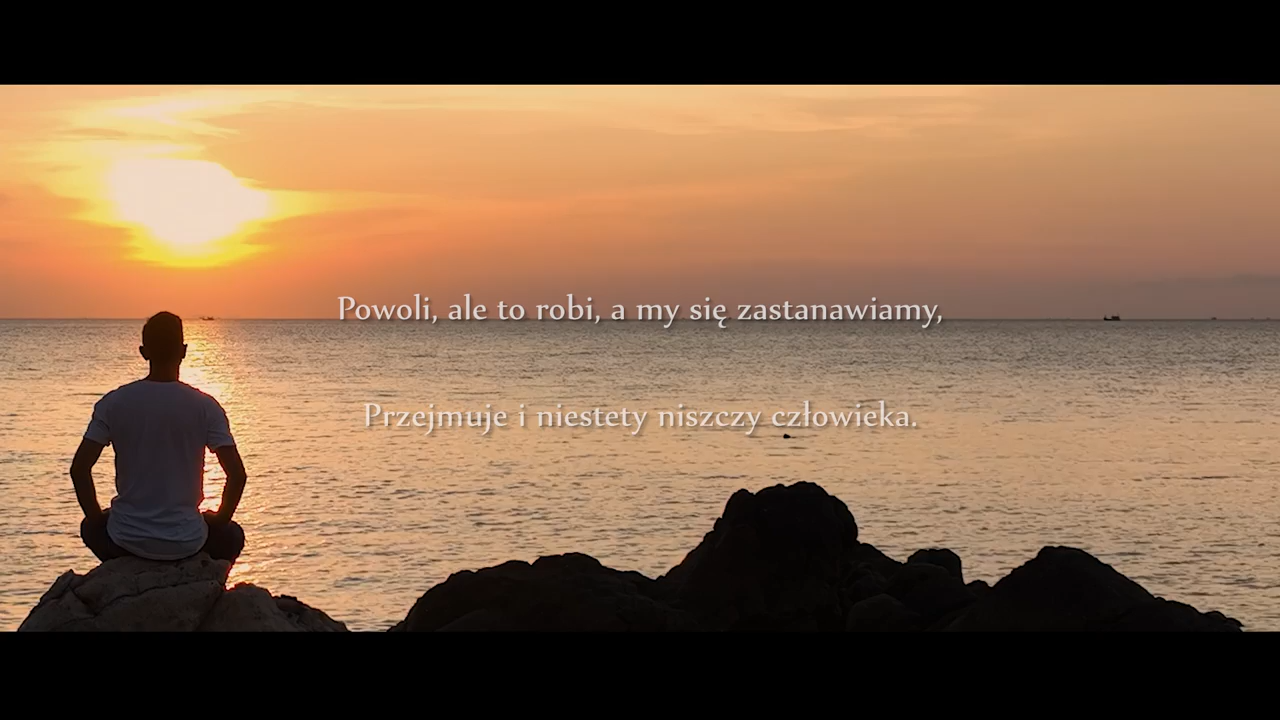 Powoli, ale to robi, a my się zastanawiamy,
Przejmuje i niestety niszczy człowieka.